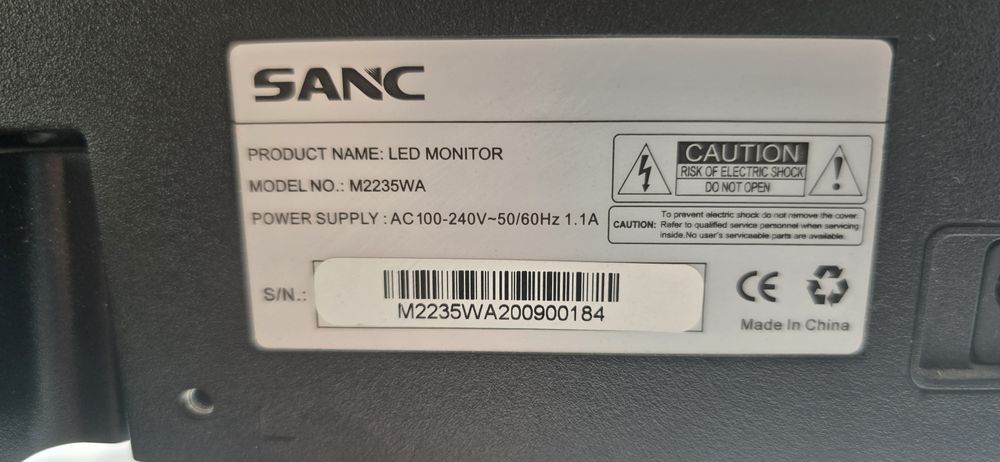 SANC
PRODUCT NAME: LED MONITOR
MODEL NO.: M2235WA
POWER SUPPLY : AC100-240V~50/60Hz 1.1A
CAUTION
RISK OF ELECTRIC SHOCK
DO NOT OPEN
CAUTION: To prevent electric shock do not remove the cover.
Refer to qualified service personnel when servicing
inside.No user's serviceable parts are available.
S/N.:
M2235WA200900184
CE
Made In China